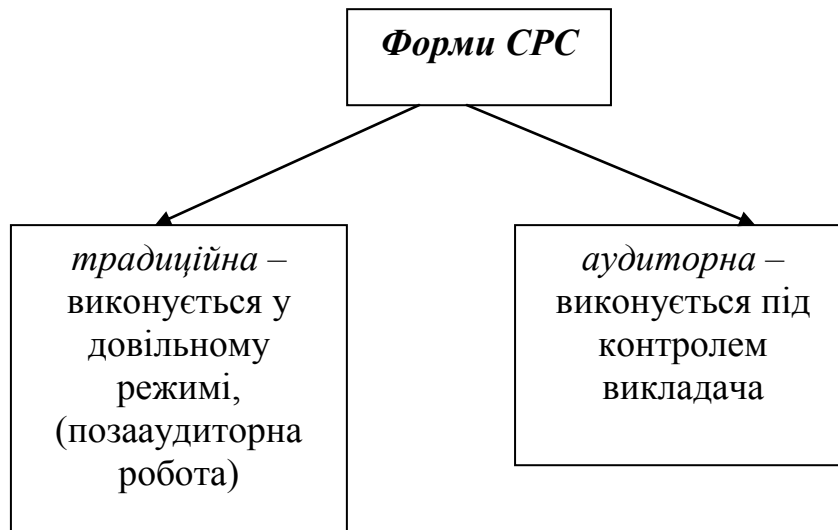 Форми СРС
традиційна –
виконується у
довільному
режимі,
(позааудиторна
робота)
аудиторна –
виконується під
контролем
викладача